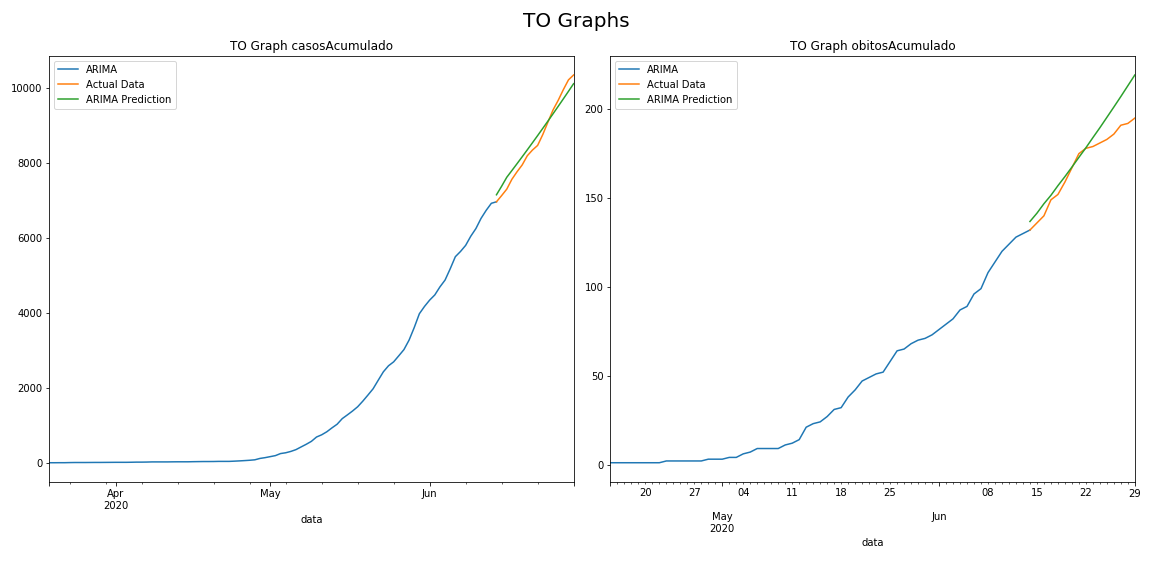 TO Graphs
TO Graph casosAcumulado
ARIMA
Actual Data
ARIMA Prediction
10000
8000
6000
4000
2000
0
Apr
2020
May
Jun
data
TO Graph obitosAcumulado
ARIMA
Actual Data
ARIMA Prediction
200
150
100
50
0
20 27 04 11 18 25 08 15 22 29
May
2020
Jun
data